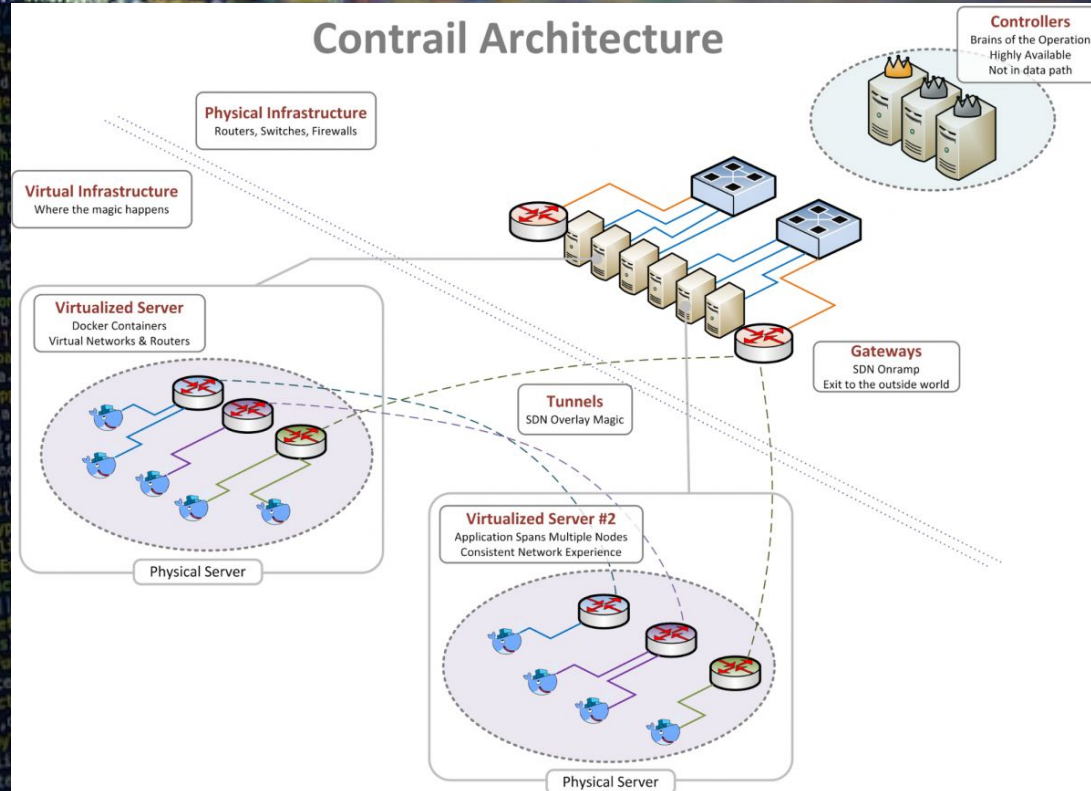 Contrail Architecture
Controllers
Brains of the Operation
Highly Available
Not in data path
Physical Infrastructure
Routers, Switches, Firewalls
Virtual Infrastructure
Where the magic happens
Virtualized Server
Docker Containers
Virtual Networks & Routers
Gateways
SDN Onramp
Exit to the outside world
Tunnels
SDN Overlay Magic
Virtualized Server #2
Application Spans Multiple Nodes
Consistent Network Experience
Physical Server
Physical Server